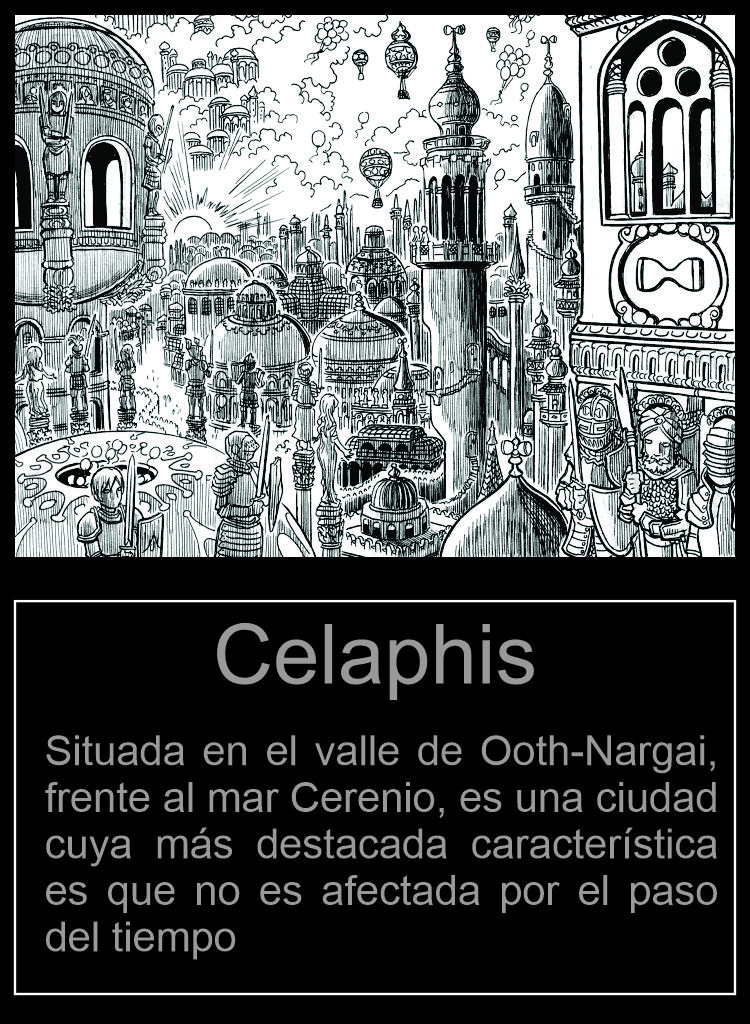 Celaphis
Situada en el valle de Ooth-Nargai,
frente al mar Cerenio, es una ciudad
cuya más destacada característica
es que no es afectada por el paso
del tiempo